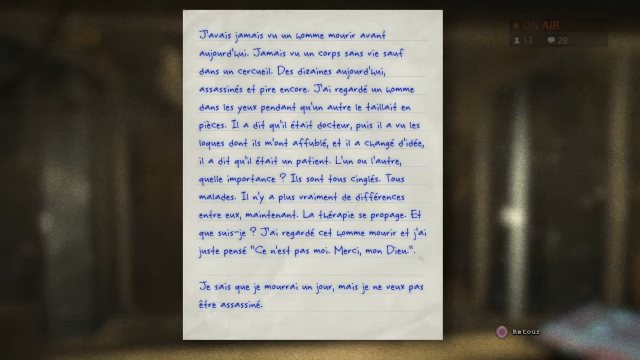 ON AIR
13 28
J'avais jamais vu un homme mourir avant
aujourd'hui. Jamais vu un corps sans vie sauf
dans un cercueil. Des dizaines aujourd'hui,
assassinés et pire encore. J'ai regardé un homme
dans les yeux pendant qu'un autre le taillait en
pièces. Il a dit qu'il était docteur, puis il a vu les
loques dont ils m'ont affublé, et il a changé d'idée,
il a dit qu'il était un patient. L'un ou l'autre,
quelle importance ? Ils sont tous cinglés. Tous
malades. Il n'y a plus vraiment de différences
entre eux, maintenant. La thérapie se propage. Et
que suis-je ? J'ai regardé cet homme mourir et j'ai
juste pensé "Ce n'est pas moi. Merci, mon Dieu.".
Je sais que je mourrai un jour, mais je ne veux pas
être assassiné.
Retour